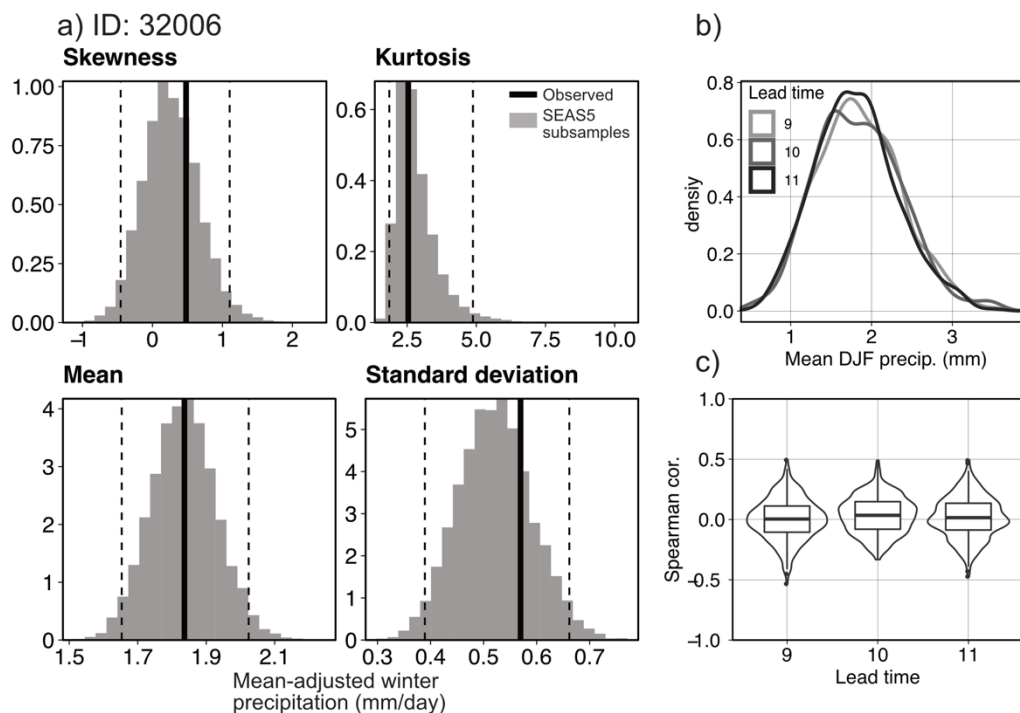 a) ID: 32006
Skewness
1.00
0.75
0.50
0.25
0.00
−1 0 1 2
Kurtosis
Observed
SEAS5
subsamples
0.6
0.4
0.2
0.0
2.5 5.0 7.5 10.0
Mean
4
3
2
1
0
1.5 1.7 1.9 2.1
Standard deviation
5
4
3
2
1
0
0.3 0.4 0.5 0.6 0.7
Mean-adjusted winter
precipitation (mm/day)
b)
Lead time
9
10
11
densiy
0.8
0.6
0.4
0.2
0.0
1 2 3
Mean DJF precip. (mm)
c)
Spearman cor.
1.0
0.5
0.0
−0.5
−1.0
9 10 11
Lead time